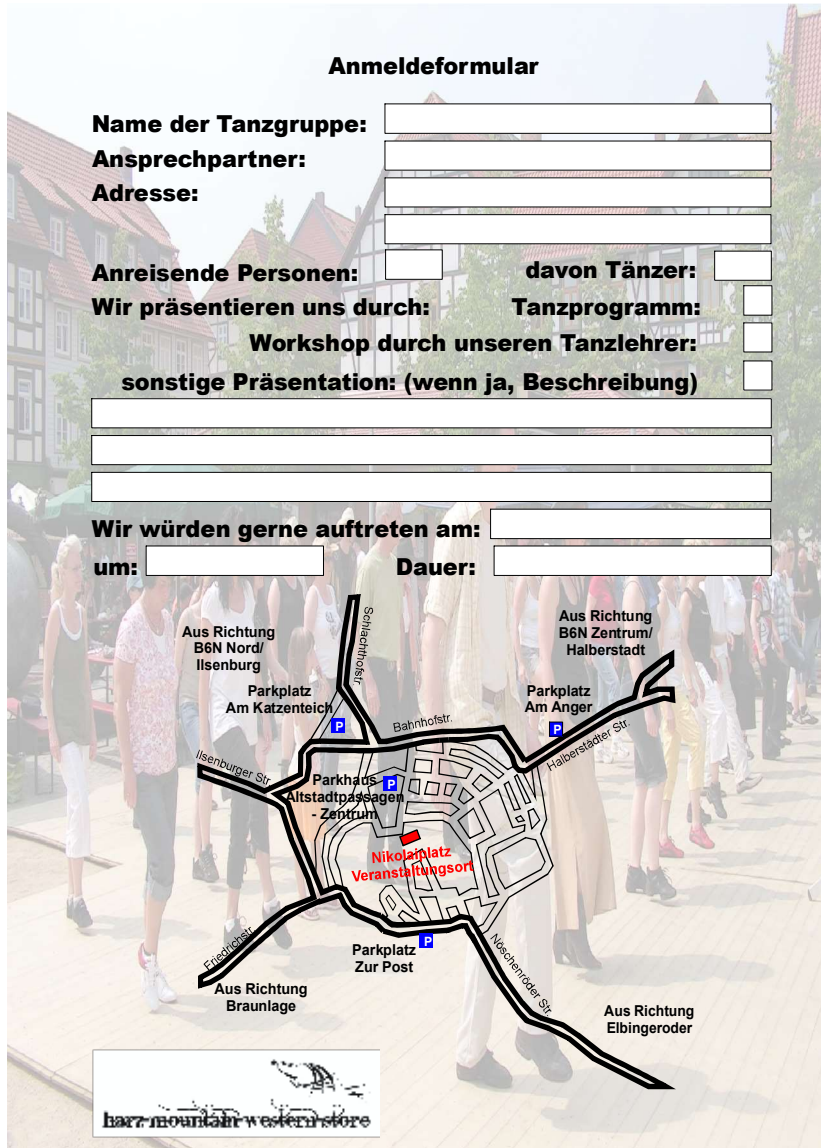 Anmeldeformular
Name der Tanzgruppe:
Ansprechpartner:
Adresse:
Anreisende Personen: davon Tänzer:
Wir präsentieren uns durch: Tanzprogramm:
Workshop durch unseren Tanzlehrer:
sonstige Präsentation: (wenn ja, Beschreibung)
Wir würden gerne auftreten am:
um: Dauer:
Aus Richtung
B6N Nord/
Ilsenburg
Schlachthofstr
Aus Richtung
B6N Zentrum/
Halberstadt
Parkplatz
Am Katzenteich
P
Bahnhofstr.
Parkplatz
Am Anger
P
Halberstädter Str.
Ilsenburger Str.
Parkhaus
Altstadtpassagen
- Zentrum
P
Nikolaiplatz
Veranstaltungsort
Friedrichstr.
Parkplatz
Zur Post
P
Nöschenröder Str.
Aus Richtung
Braunlage
Aus Richtung
Elbingeroder
harz-mountain-western-store